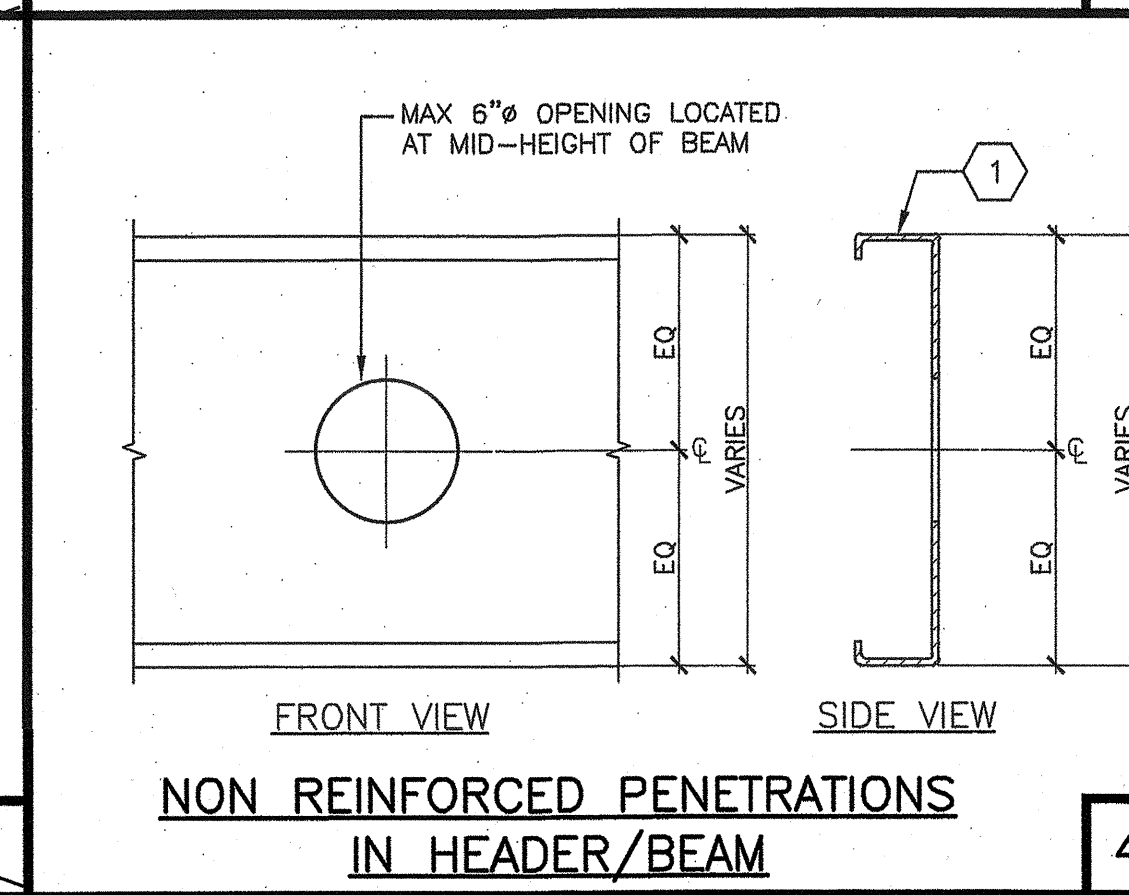 MAX 6"ø OPENING LOCATED
AT MID-HEIGHT OF BEAM
1
EQ
EQ
VARIES
℄
EQ
EQ
VARIES
℄
FRONT VIEW
SIDE VIEW
NON REINFORCED PENETRATIONS
IN HEADER/BEAM